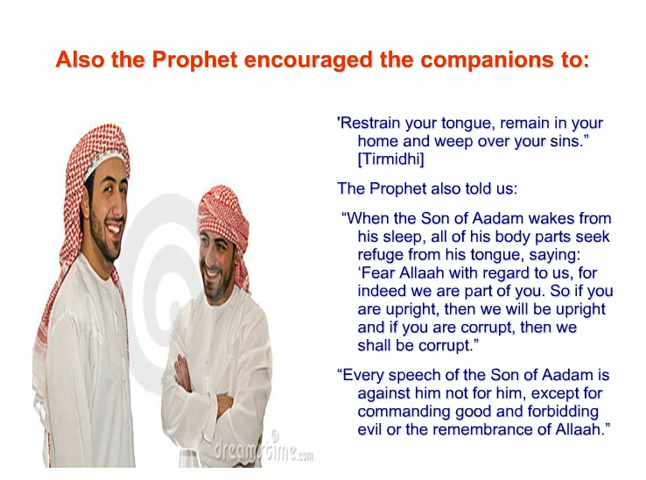 Also the Prophet encouraged the companions to:
'Restrain your tongue, remain in your
home and weep over your sins.”
[Tirmidhi]
The Prophet also told us:
“When the Son of Aadam wakes from
his sleep, all of his body parts seek
refuge from his tongue, saying:
‘Fear Allaah with regard to us, for
indeed we are part of you. So if you
are upright, then we will be upright
and if you are corrupt, then we
shall be corrupt.”
“Every speech of the Son of Aadam is
against him not for him, except for
commanding good and forbidding
evil or the remembrance of Allaah.”
dreamstime.com